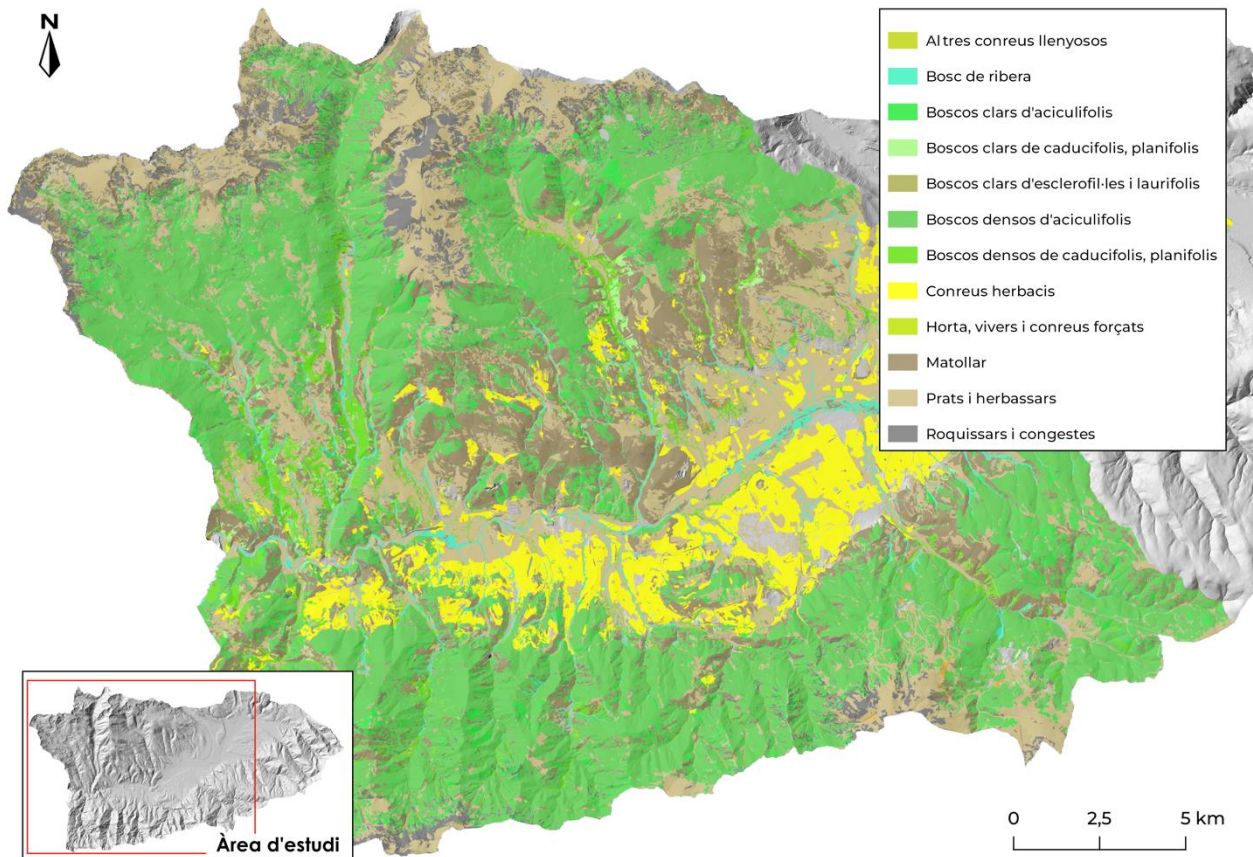 N
Altres conreus llenyosos
Bosc de ribera
Boscos clars d'aciculifolis
Boscos clars de caducifolis, planifolis
Boscos clars d'esclerofil·les i laurifolis
Boscos densos d'aciculifolis
Boscos densos de caducifolis, planifolis
Conreus herbacis
Horta, vivers i conreus forçats
Matollar
Prats i herbassars
Roquissars i congestes
Àrea d'estudi
0 2,5 5 km